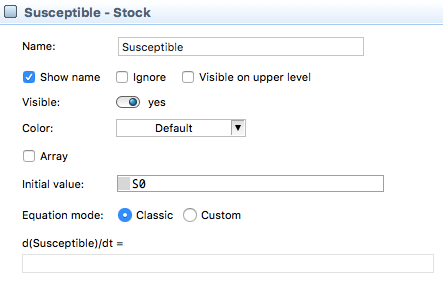 Susceptible - Stock
Name: Susceptible
Show name Ignore Visible on upper level
Visible: yes
Color: Default
Array
Initial value: S0
Equation mode: Classic Custom
d(Susceptible)/dt =